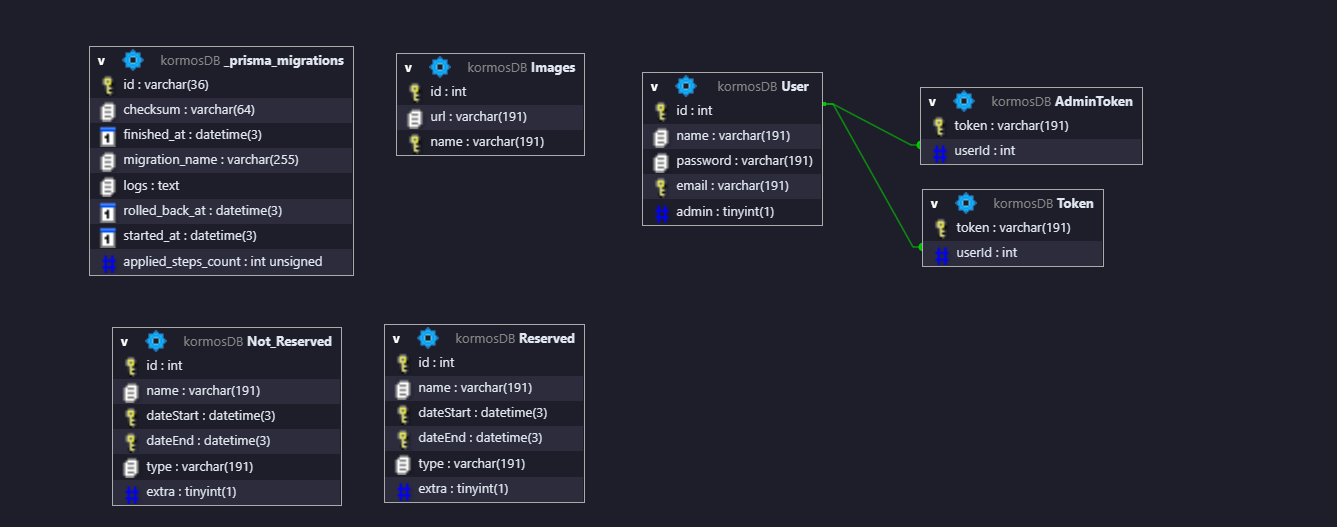 v kormosDB _prisma_migrations
id : varchar(36)
checksum : varchar(64)
finished_at : datetime(3)
migration_name : varchar(255)
logs : text
rolled_back_at : datetime(3)
started_at : datetime(3)
applied_steps_count : int unsigned
v kormosDB Images
id : int
url : varchar(191)
name : varchar(191)
v kormosDB User
id : int
name : varchar(191)
password : varchar(191)
email : varchar(191)
admin : tinyint(1)
v kormosDB AdminToken
token : varchar(191)
userId : int
v kormosDB Token
token : varchar(191)
userId : int
v kormosDB Not_Reserved
id : int
name : varchar(191)
dateStart : datetime(3)
dateEnd : datetime(3)
type : varchar(191)
extra : tinyint(1)
v kormosDB Reserved
id : int
name : varchar(191)
dateStart : datetime(3)
dateEnd : datetime(3)
type : varchar(191)
extra : tinyint(1)